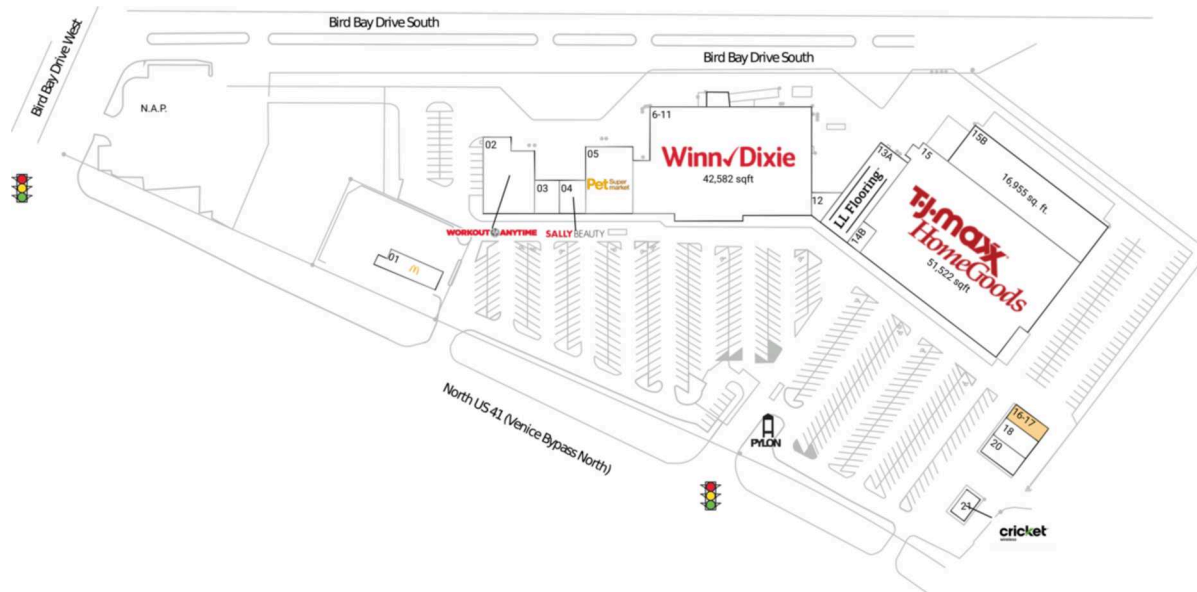 Bird Bay Drive South
Bird Bay Drive West
Bird Bay Drive South
N.A.P.
02
03
04
05
Pet Super
market
6-11
Winn Dixie
42,582 sqft
12
13A
LL Flooring
14B
15
15B
16,955 sq. ft.
T.J.maxx
HomeGoods
51,522 sqft
WORKOUT ANYTIME
SALLY BEAUTY
01
North US 41 (Venice Bypass North)
PYLON
16-17
18
20
21
cricket